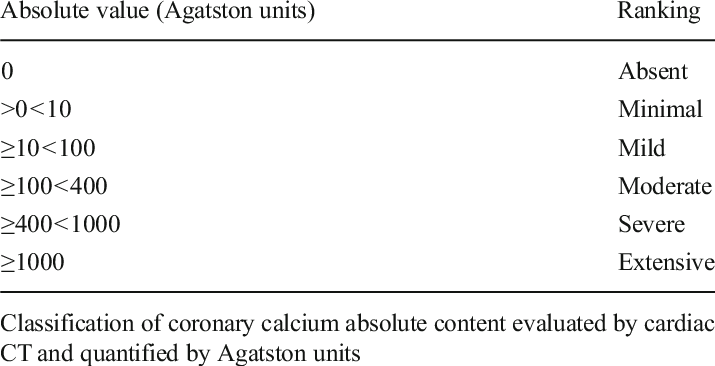 Absolute value (Agatston units) Ranking
0 Absent
>0<10 Minimal
≥10<100 Mild
≥100<400 Moderate
≥400<1000 Severe
≥1000 Extensive
Classification of coronary calcium absolute content evaluated by cardiac
CT and quantified by Agatston units